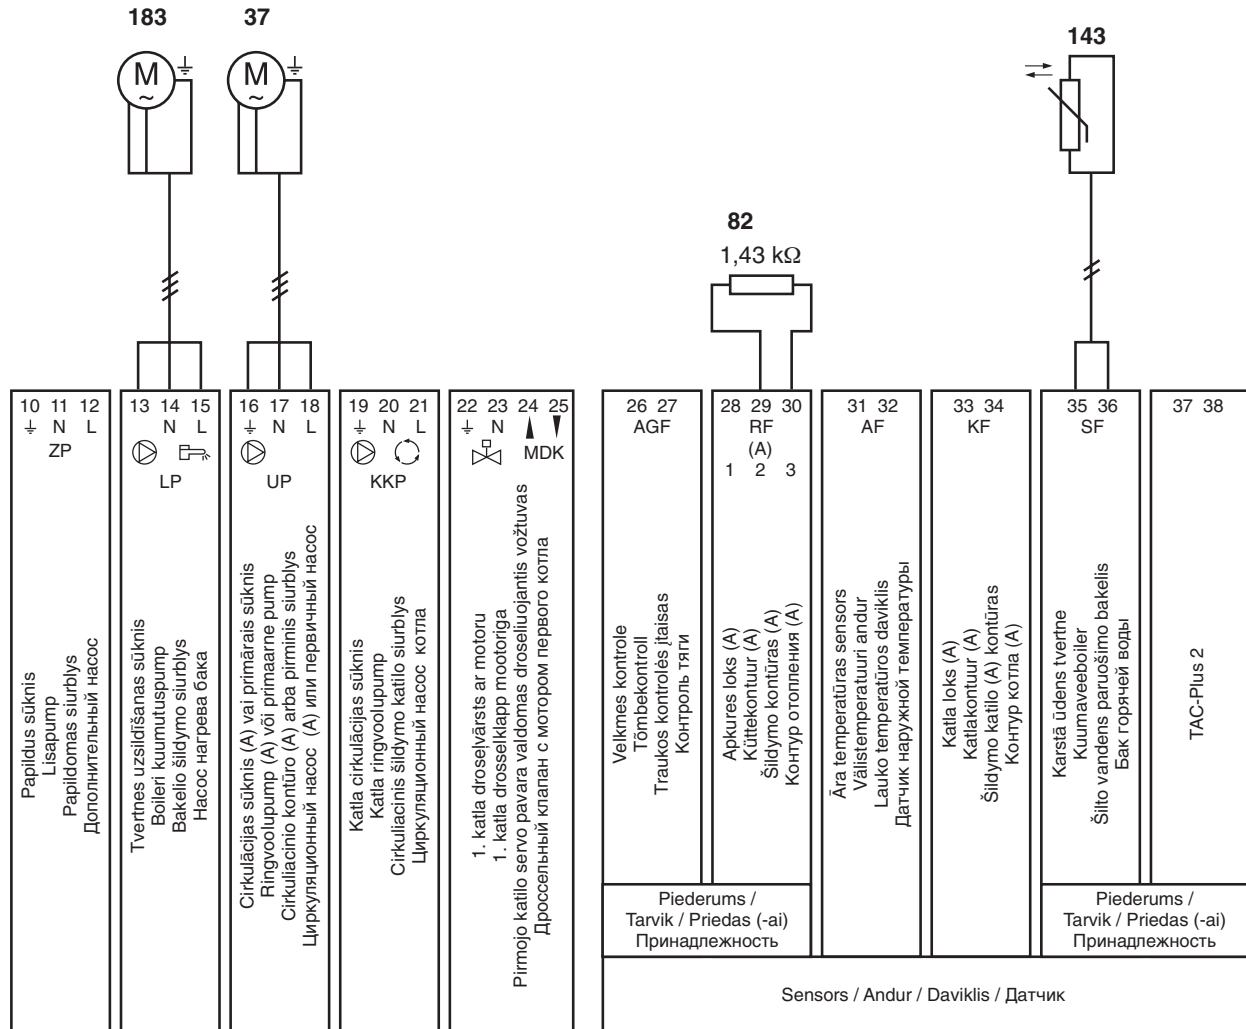 183
37
143
M
~
M
~
82
1,43 kΩ
10 11 12
N L
ZP
Papildus sūknis
Lisapump
Papildomas siurblys
Дополнительный насос
13 14 15
N L
LP
Tvertnes uzsildīšanas sūknis
Boileri kuumutuspump
Bakelio šildymo siurblys
Насос нагрева бака
16 17 18
N L
UP
Cirkulācijas sūknis (A) vai primārais sūknis
Ringvoolupump (A) või primaarne pump
Cirkuliacinio kontūro (A) arba pirminis siurblys
Циркуляционный насос (A) или первичный насос
19 20 21
N L
KKP
Katla cirkulācijas sūknis
Katla ringvoolupump
Cirkuliacinis šildymo katilo siurblys
Циркуляционный насос котла
22 23 24 25
N
MDK
1. katla droseļvārsts ar motoru
1. katla drosselklapp mootoriga
Pirmojo katilo servo pavara valdomas droseliuojantis vožtuvas
Дроссельный клапан с мотором первого котла
26 27
AGF
Velkmes kontrole
Tõmbekontroll
Traukos kontrolės įtaisas
Контроль тяги
28 29 30
RF
(A)
1 2 3
Apkures loks (A)
Küttekontuur (A)
Šildymo kontūras (A)
Контур отопления (A)
31 32
AF
Āra temperatūras sensors
Välistemperatuuri andur
Lauko temperatūros daviklis
Датчик наружной температуры
33 34
KF
Katla loks (A)
Katlakontuur (A)
Šildymo katilo (A) kontūras
Контур котла (A)
35 36
SF
Karstā ūdens tvertne
Kuumaveeboiler
Šilto vandens paruošimo bakelis
Бак горячей воды
37 38
TAC-Plus 2
Piederums /
Tarvik / Priedas (-ai)
Принадлежность
Piederums /
Tarvik / Priedas (-ai)
Принадлежность
Sensors / Andur / Daviklis / Датчик